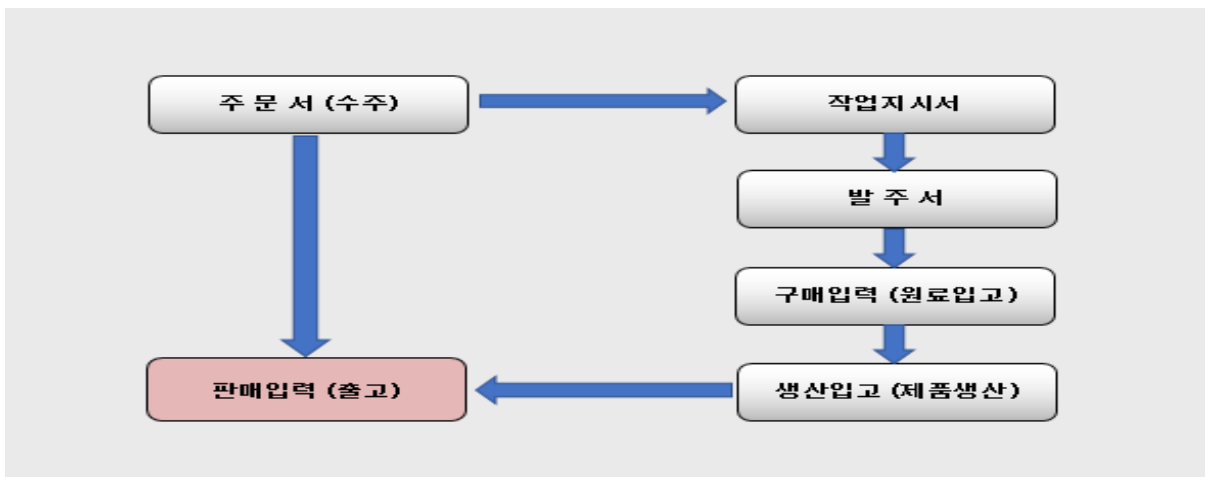 주 문 서 (수주)
작업지시서
발 주 서
구매입력 (원료입고)
판매입력 (출고)
생산입고 (제품생산)